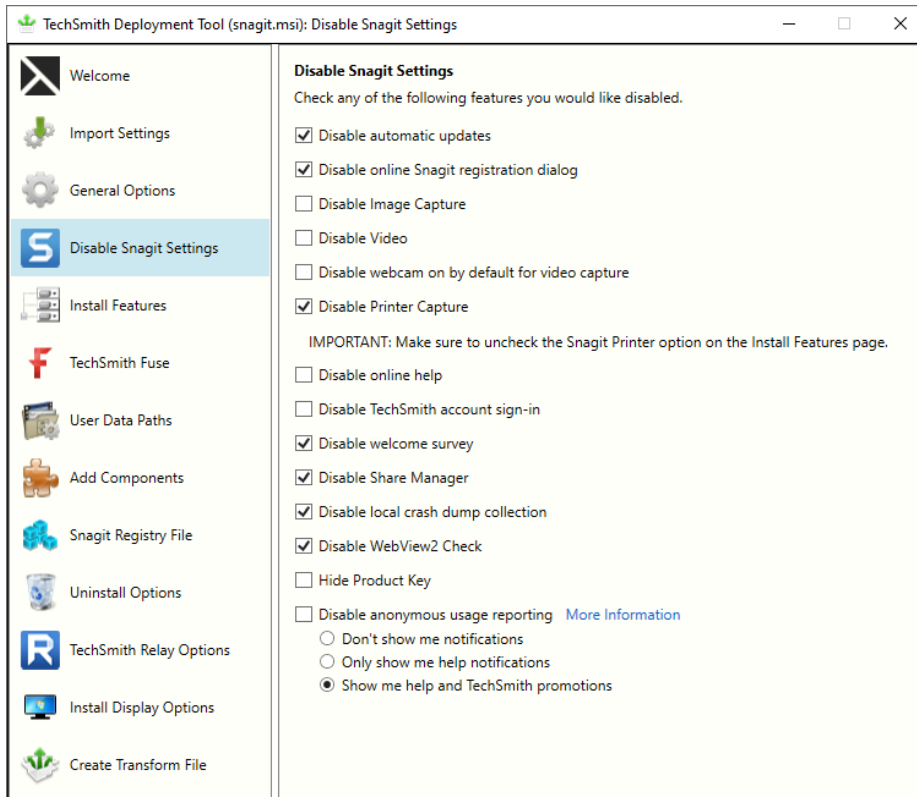 TechSmith Deployment Tool (snagit.msi): Disable Snagit Settings
Welcome
Import Settings
General Options
Disable Snagit Settings
Install Features
TechSmith Fuse
User Data Paths
Add Components
Snagit Registry File
Uninstall Options
TechSmith Relay Options
Install Display Options
Create Transform File
Disable Snagit Settings
Check any of the following features you would like disabled.
Disable automatic updates
Disable online Snagit registration dialog
Disable Image Capture
Disable Video
Disable webcam on by default for video capture
Disable Printer Capture
IMPORTANT: Make sure to uncheck the Snagit Printer option on the Install Features page.
Disable online help
Disable TechSmith account sign-in
Disable welcome survey
Disable Share Manager
Disable local crash dump collection
Disable WebView2 Check
Hide Product Key
Disable anonymous usage reporting More Information
Don't show me notifications
Only show me help notifications
Show me help and TechSmith promotions